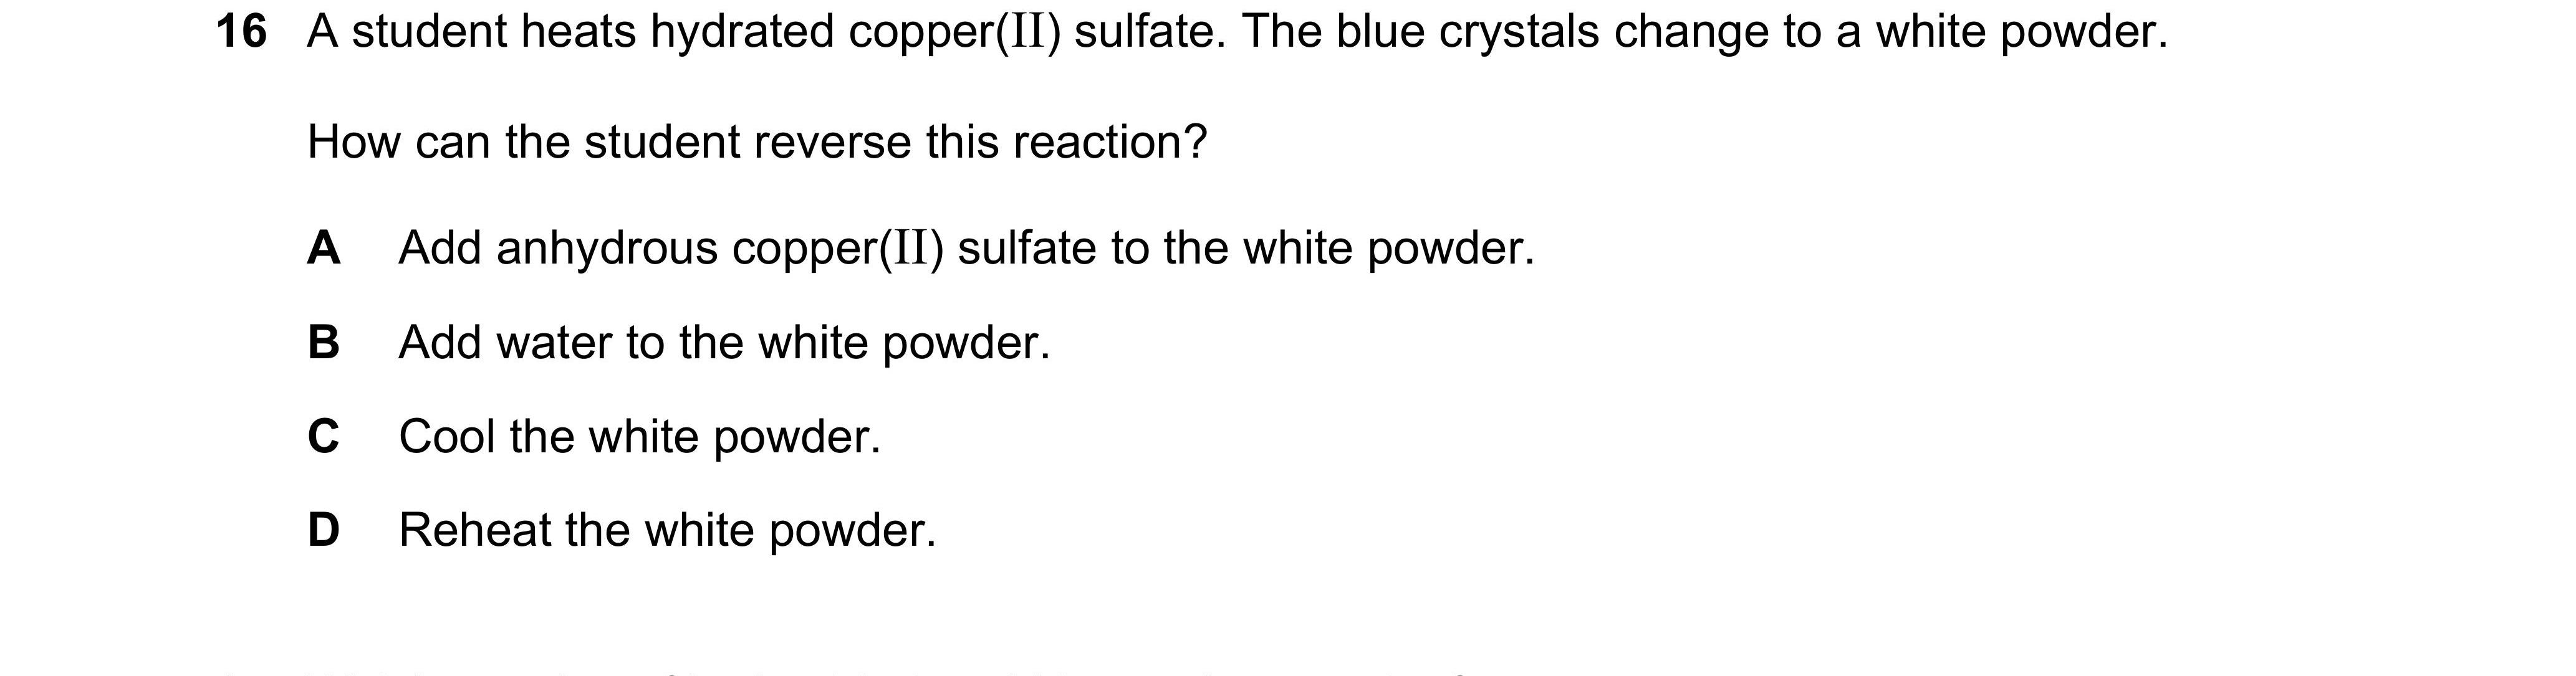 16 A student heats hydrated copper(II) sulfate. The blue crystals change to a white powder.
How can the student reverse this reaction?
A Add anhydrous copper(II) sulfate to the white powder.
B Add water to the white powder.
C Cool the white powder.
D Reheat the white powder.